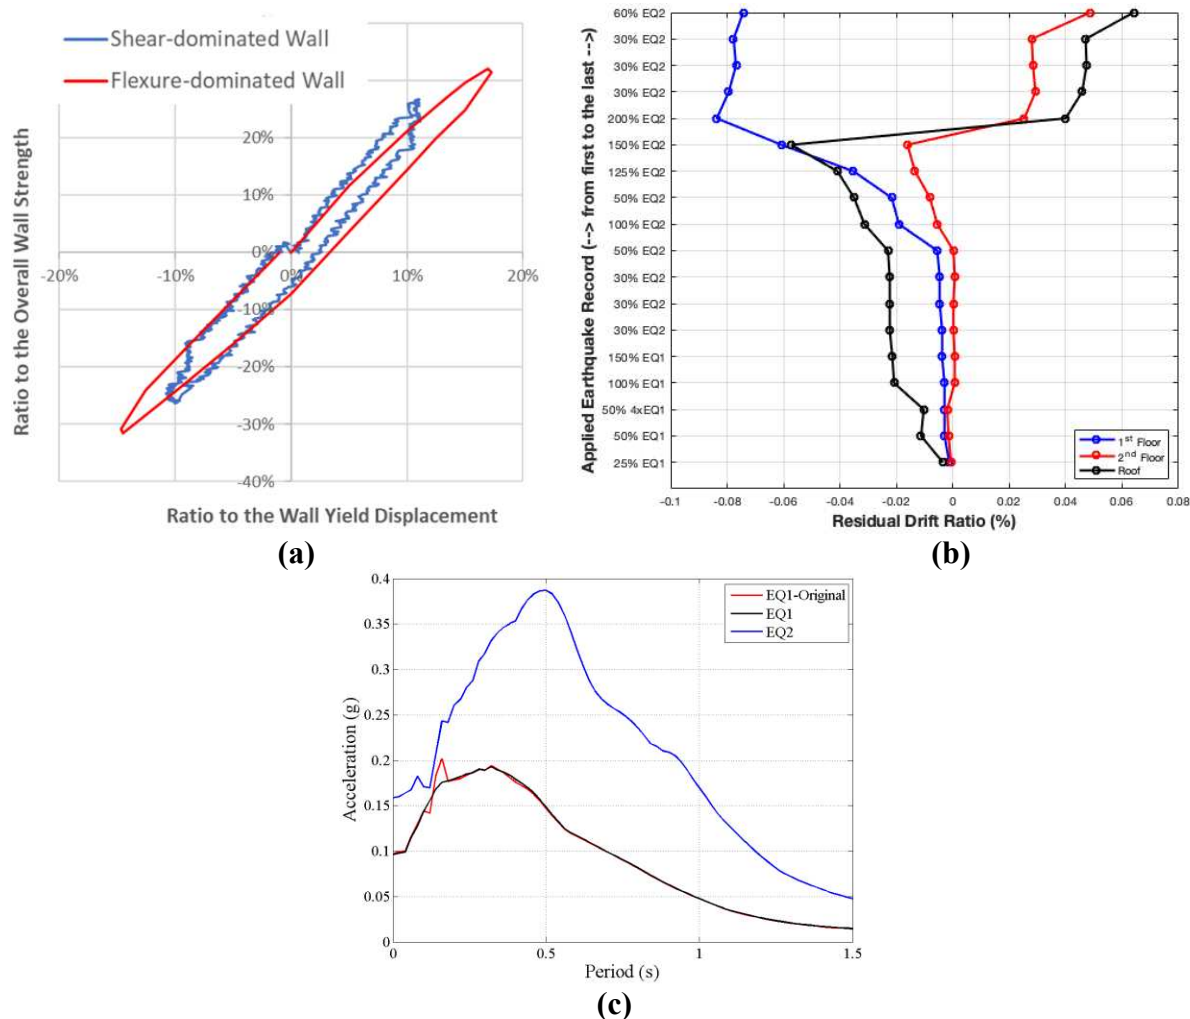 Shear-dominated Wall
Flexure-dominated Wall
Ratio to the Overall Wall Strength
20%
10%
0%
-20%
-10%
0%
10%
20%
-10%
-20%
-30%
-40%
Ratio to the Wall Yield Displacement
(a)
Applied Earthquake Record (--> from first to the last -->)
60% EQ2
30% EQ2
30% EQ2
30% EQ2
200% EQ2
150% EQ2
125% EQ2
50% EQ2
100% EQ2
50% EQ2
30% EQ2
30% EQ2
30% EQ2
150% EQ1
100% EQ1
50% 4xEQ1
50% EQ1
25% EQ1
1st Floor
2nd Floor
Roof
-0.1 -0.08 -0.06 -0.04 -0.02 0 0.02 0.04 0.06 0.08
Residual Drift Ratio (%)
(b)
Acceleration (g)
0.4
0.35
0.3
0.25
0.2
0.15
0.1
0.05
0
EQ1-Original
EQ1
EQ2
0 0.5 1 1.5
Period (s)
(c)